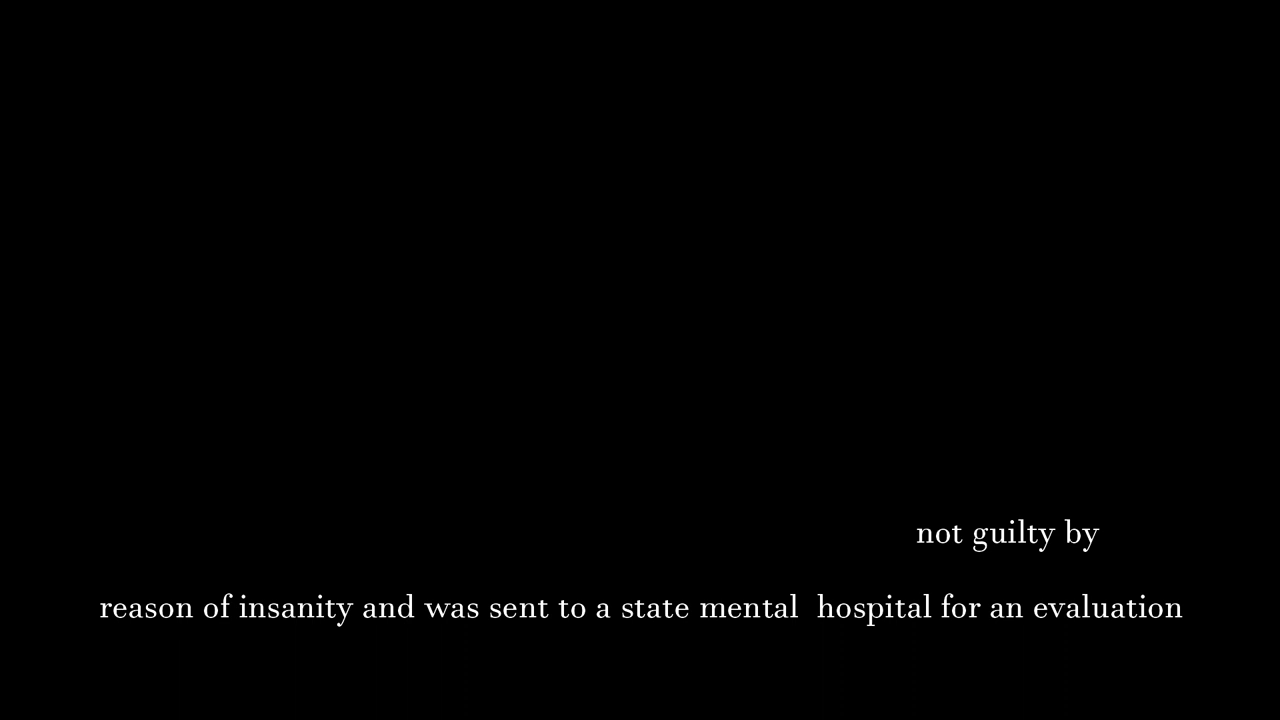 not guilty by
reason of insanity and was sent to a state mental  hospital for an evaluation